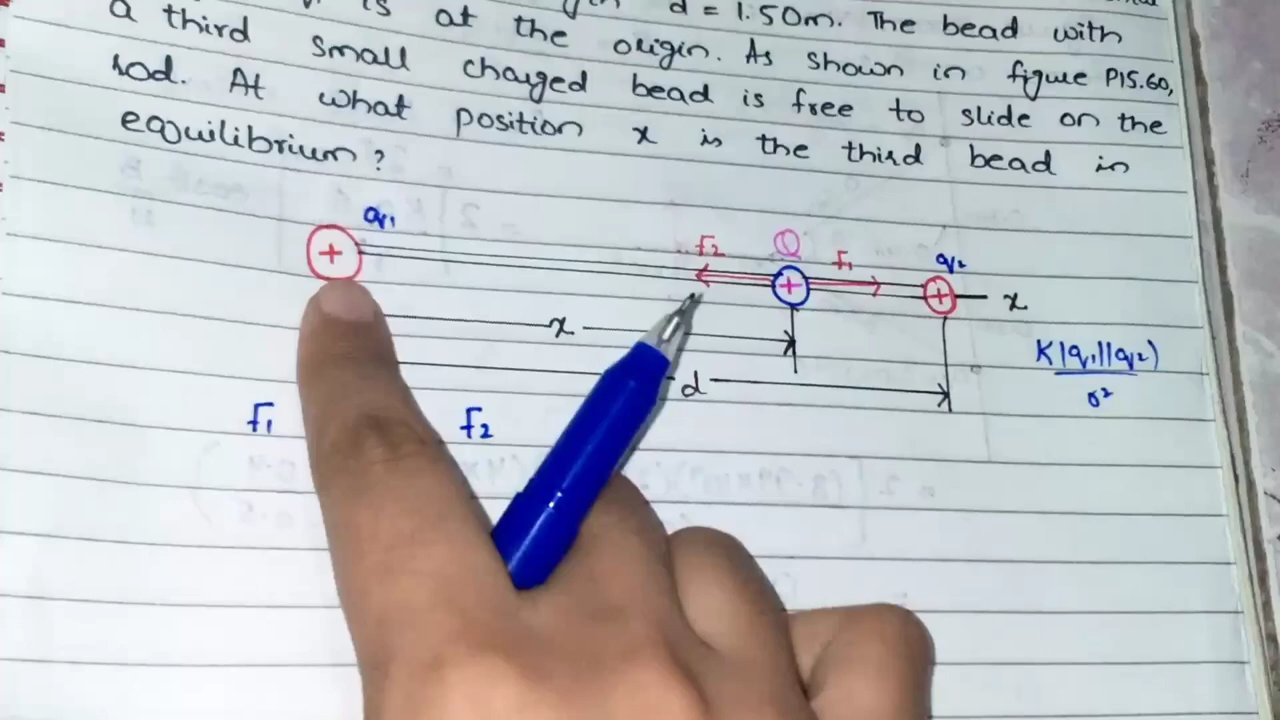 d = 1.50m. The bead with
is at the origin. As shown in figure P15.60,
a third small charged bead is free to slide on the
rod. At what position x is the third bead in
equilibrium?
q1
+
f2
Q
+
f1
q2
+
x
x
d
K|q1||q2|
r2
f1
f2